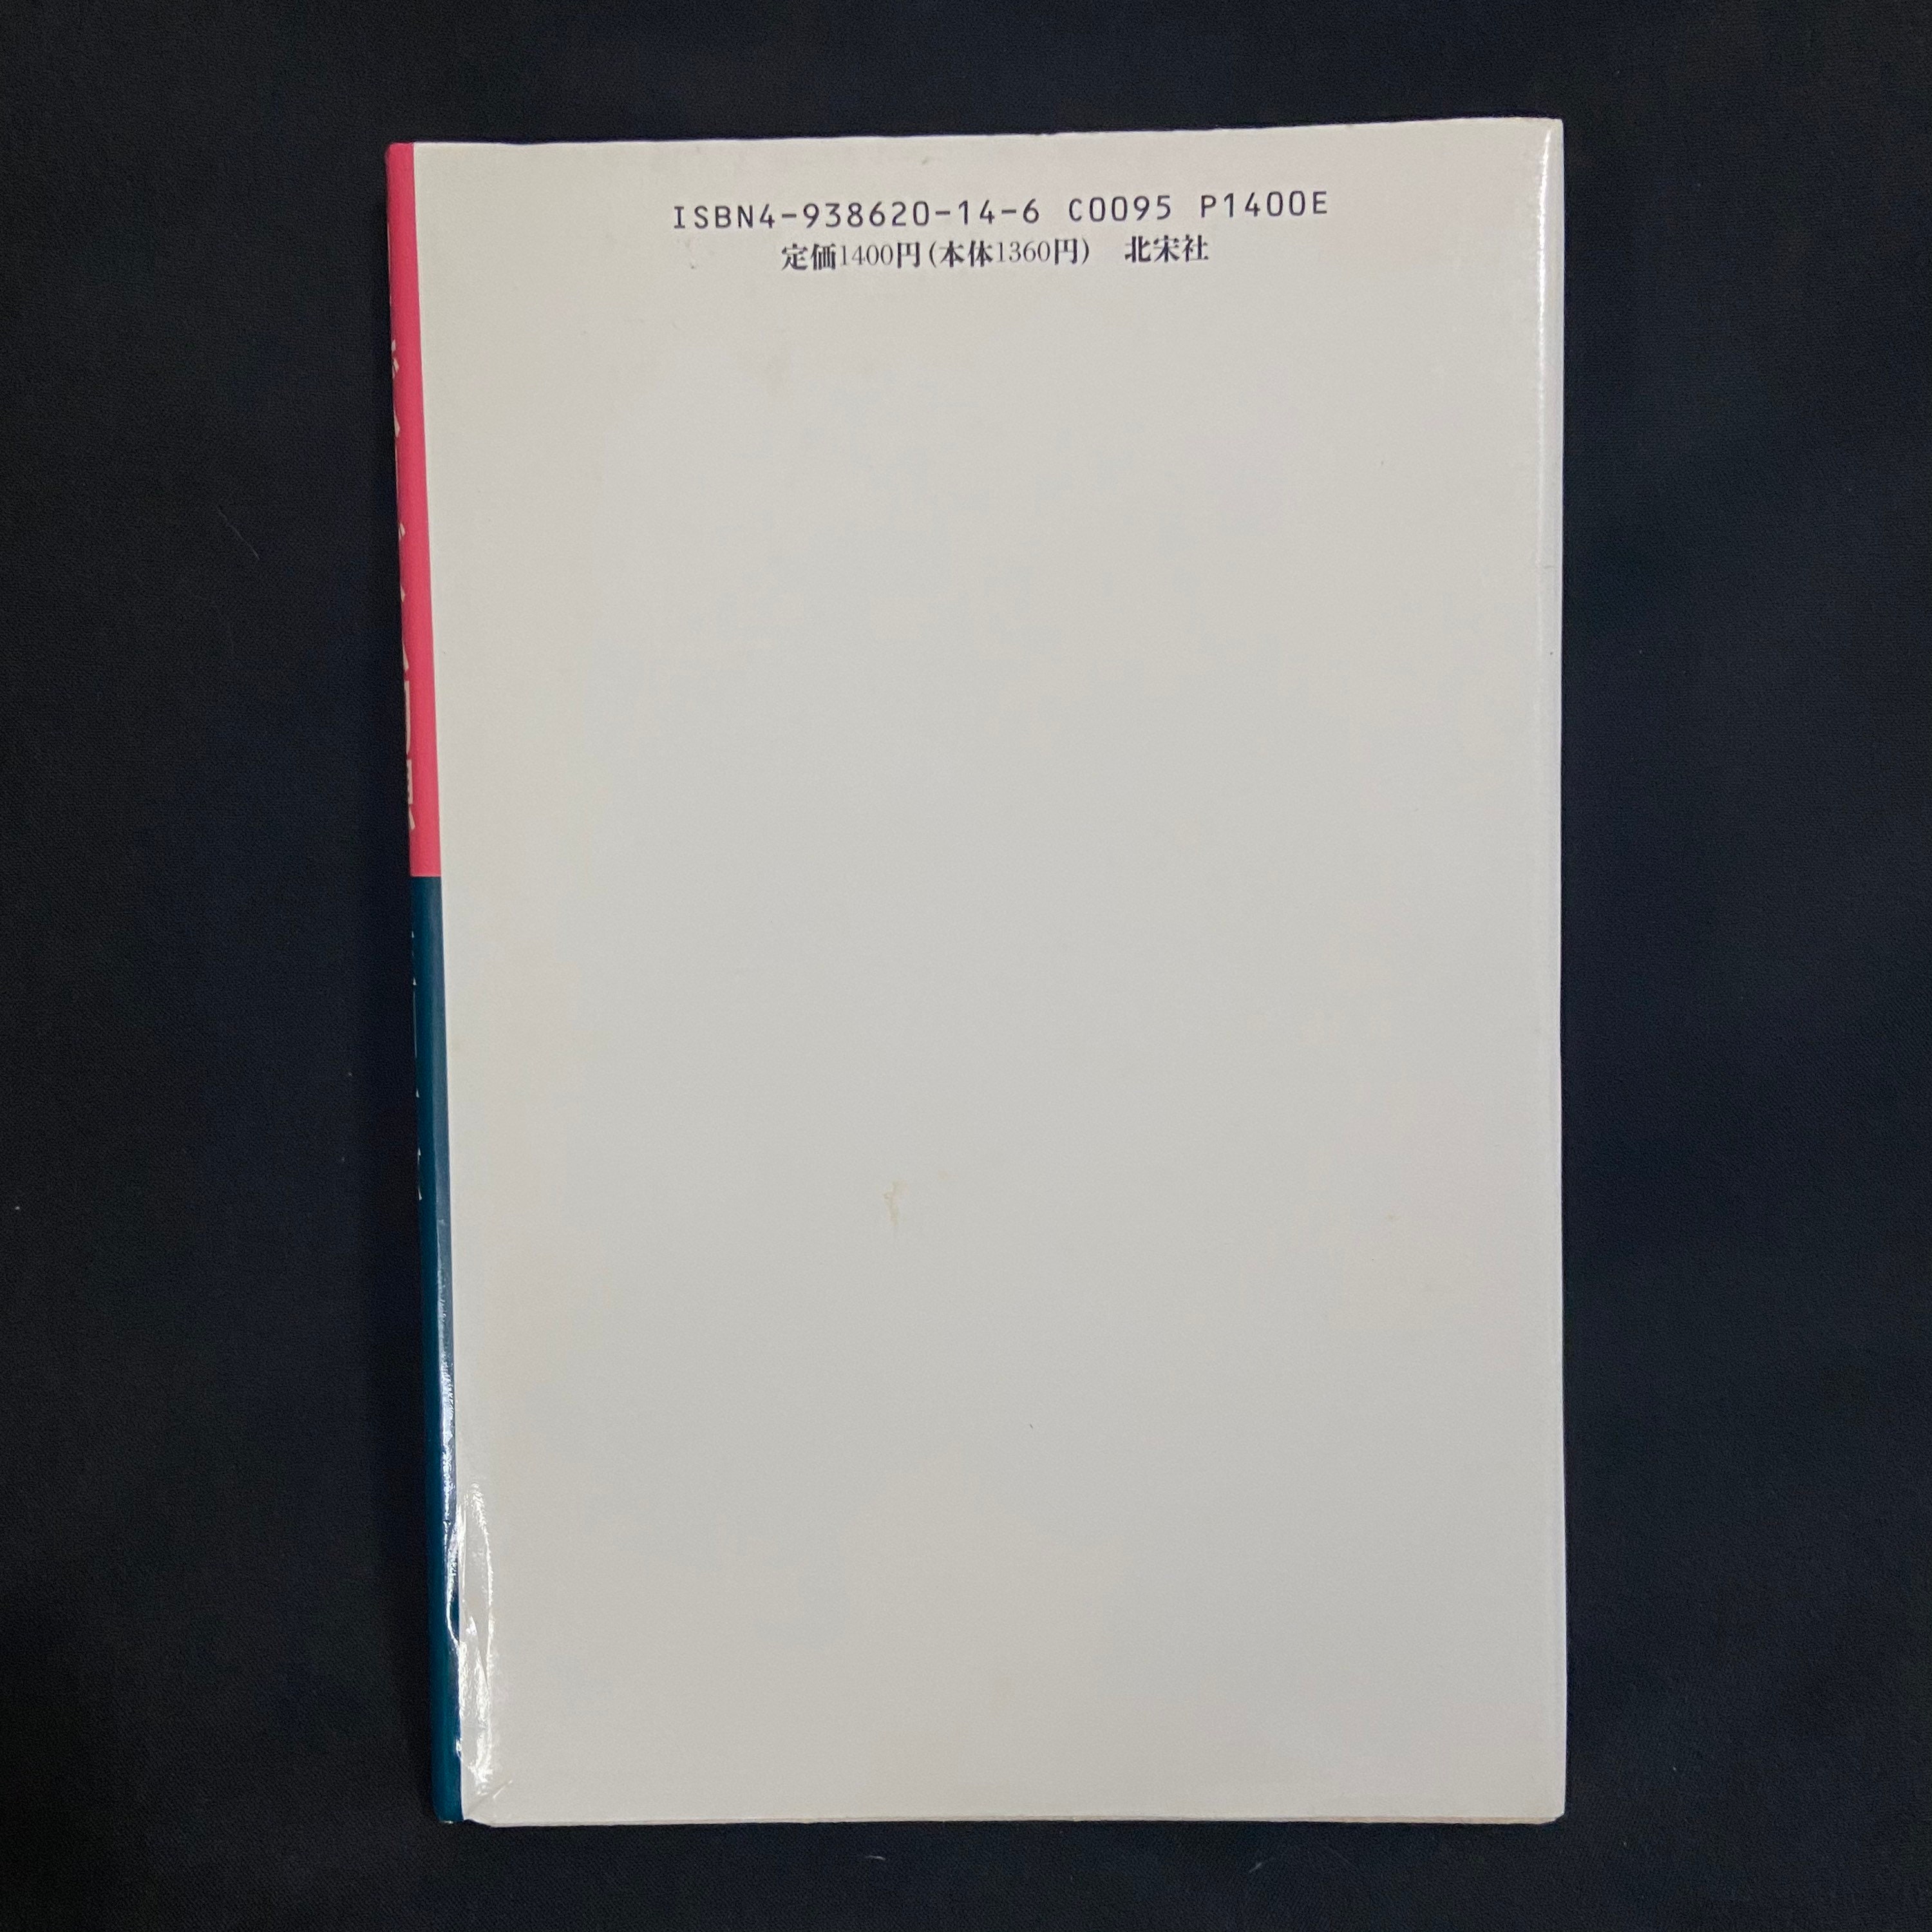 ISBN4-938620-14-6 C0095 P1400E
定価1400円(本体1360円) 北宋社